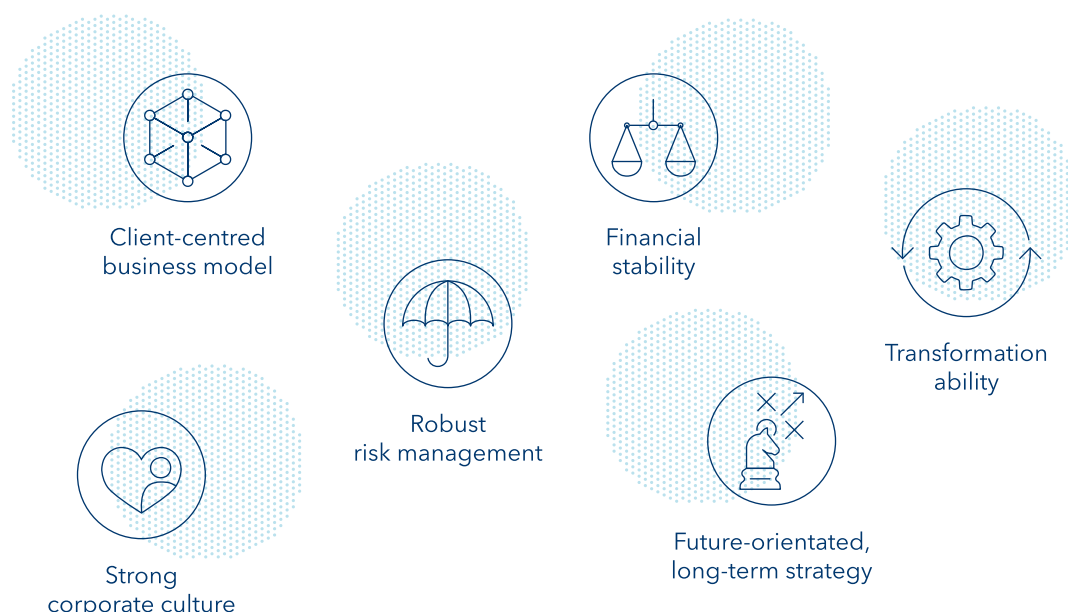 Client-centred
business model
Financial
stability
Transformation
ability
Robust
risk management
Future-orientated,
long-term strategy
Strong
corporate culture